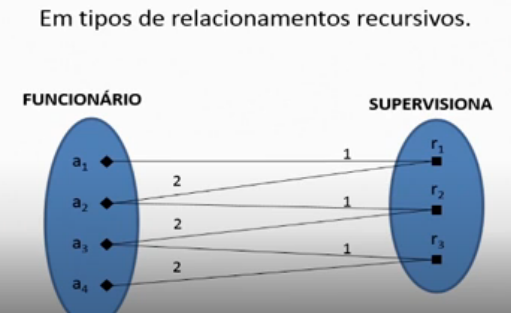 Em tipos de relacionamentos recursivos.
FUNCIONÁRIO
SUPERVISIONA
a1
a2
a3
a4
2
2
2
1
1
1
r1
r2
r3